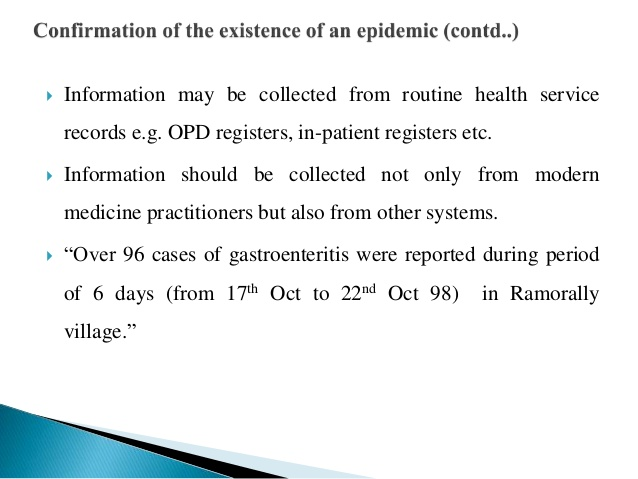 Confirmation of the existence of an epidemic (contd..)
Information may be collected from routine health service
records e.g. OPD registers, in-patient registers etc.
Information should be collected not only from modern
medicine practitioners but also from other systems.
“Over 96 cases of gastroenteritis were reported during period
of 6 days (from 17th Oct to 22nd Oct 98) in Ramorally
village.”